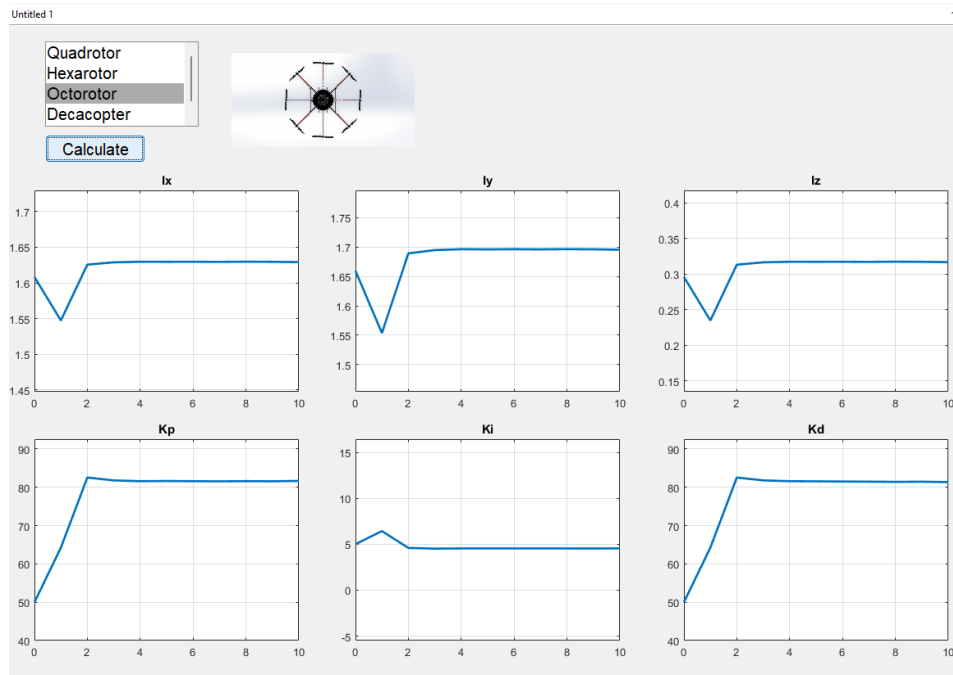 Untitled 1
Quadrotor
Hexarotor
Octorotor
Decacopter
Calculate
Ix
1.7
1.65
1.6
1.55
1.5
1.45
0 2 4 6 8 10
Iy
1.75
1.7
1.65
1.6
1.55
1.5
0 2 4 6 8 10
Iz
0.4
0.35
0.3
0.25
0.2
0.15
0 2 4 6 8 10
Kp
90
80
70
60
50
40
0 2 4 6 8 10
Ki
15
10
5
0
-5
0 2 4 6 8 10
Kd
90
80
70
60
50
40
0 2 4 6 8 10